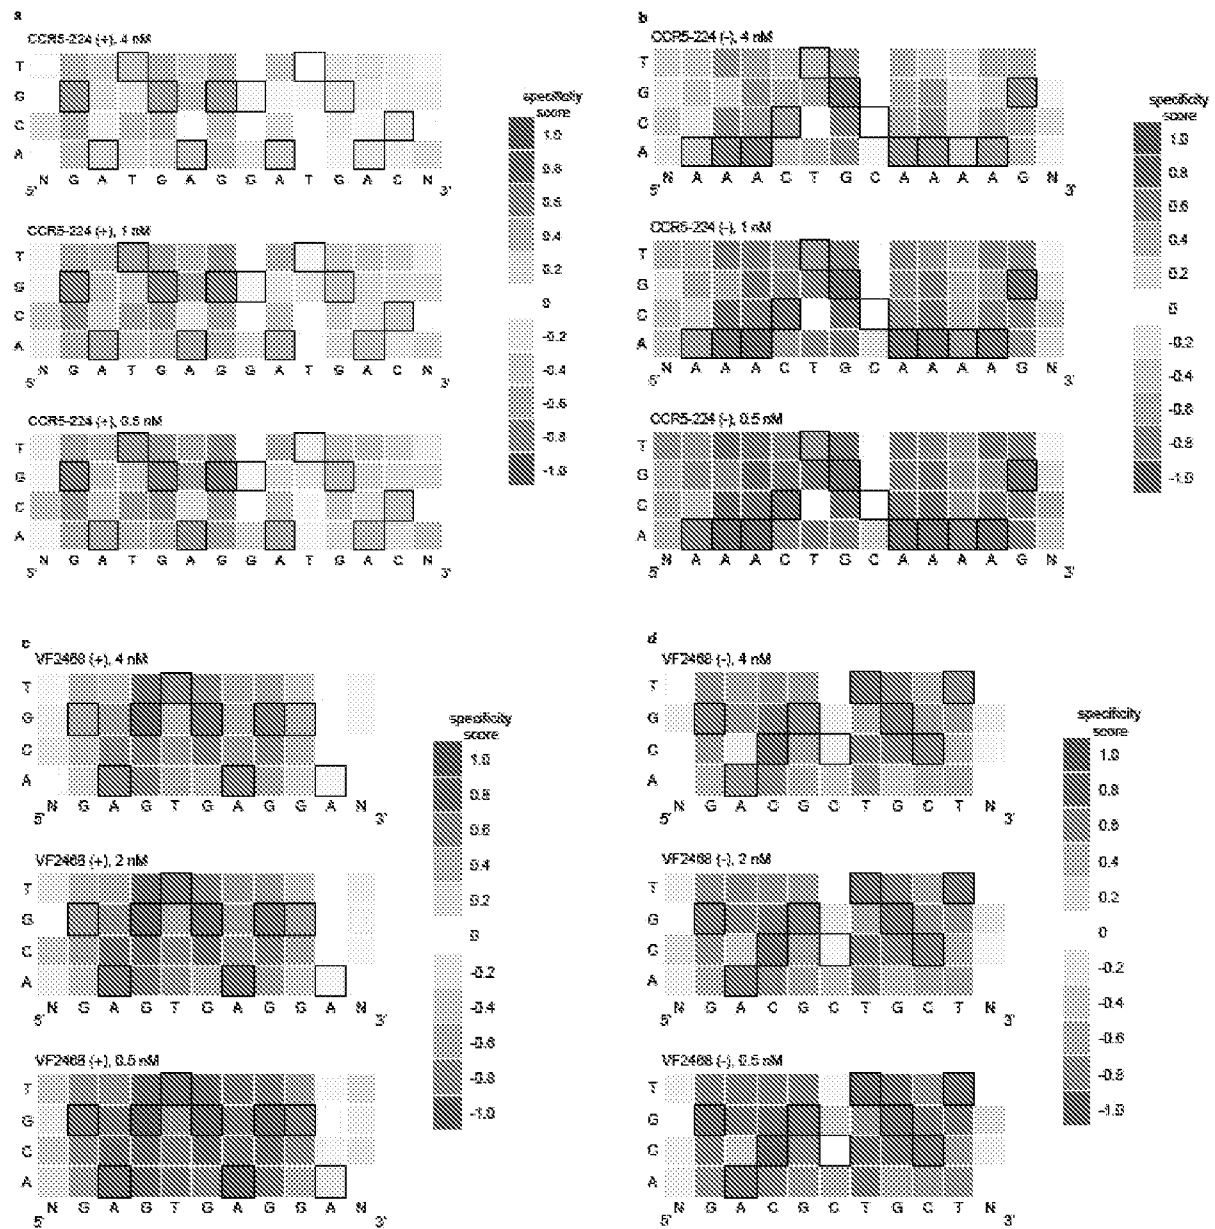 a
CCR5-224 (+), 4 nM
T
G
C
A
5' N G A T G A G G A T G A C N 3'
CCR5-224 (+), 1 nM
T
G
C
A
5' N G A T G A G G A T G A C N 3'
CCR5-224 (+), 0.5 nM
T
G
C
A
5' N G A T G A G G A T G A C N 3'
specificity
score
1.0
0.8
0.6
0.4
0.2
0
-0.2
-0.4
-0.6
-0.8
-1.0
b
CCR5-224 (-), 4 nM
T
G
C
A
5' N A A A C T G C A A A A G N 3'
CCR5-224 (-), 1 nM
T
G
C
A
5' N A A A C T G C A A A A G N 3'
CCR5-224 (-), 0.5 nM
T
G
C
A
5' N A A A C T G C A A A A G N 3'
specificity
score
1.0
0.8
0.6
0.4
0.2
0
-0.2
-0.4
-0.6
-0.8
-1.0
c
VF2468 (+), 4 nM
T
G
C
A
5' N G A G T G A G G A N 3'
VF2468 (+), 2 nM
T
G
C
A
5' N G A G T G A G G A N 3'
VF2468 (+), 0.5 nM
T
G
C
A
5' N G A G T G A G G A N 3'
specificity
score
1.0
0.8
0.6
0.4
0.2
0
-0.2
-0.4
-0.6
-0.8
-1.0
d
VF2468 (-), 4 nM
T
G
C
A
5' N G A C G C T G C T N 3'
VF2468 (-), 2 nM
T
G
C
A
5' N G A C G C T G C T N 3'
VF2468 (-), 0.5 nM
T
G
C
A
5' N G A C G C T G C T N 3'
specificity
score
1.0
0.8
0.6
0.4
0.2
0
-0.2
-0.4
-0.6
-0.8
-1.0